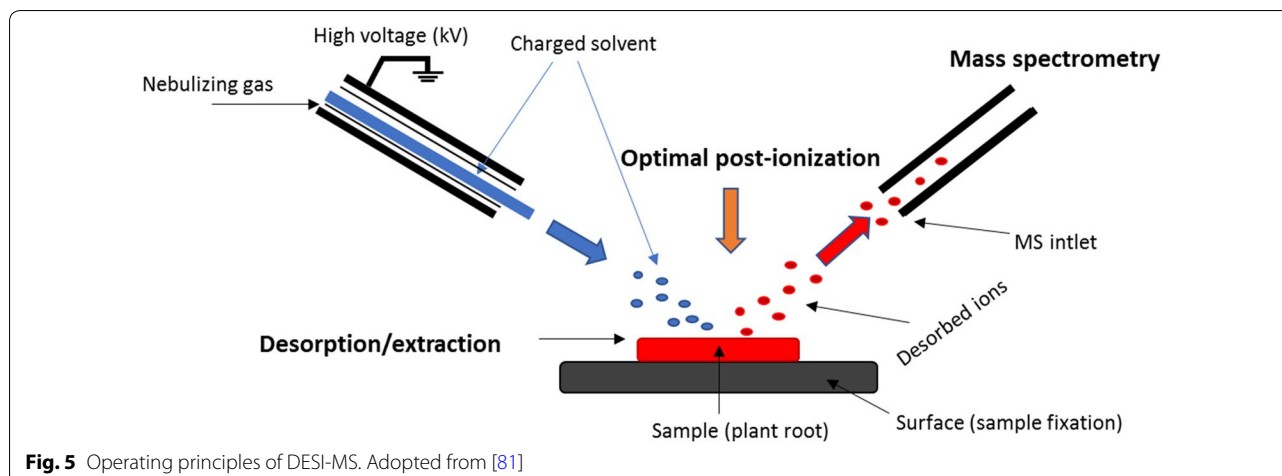 High voltage (kV)
Charged solvent
Mass spectrometry
Nebulizing gas
Optimal post-ionization
MS intlet
Desorbed ions
Desorption/extraction
Sample (plant root)
Surface (sample fixation)
Fig. 5 Operating principles of DESI-MS. Adopted from [81]